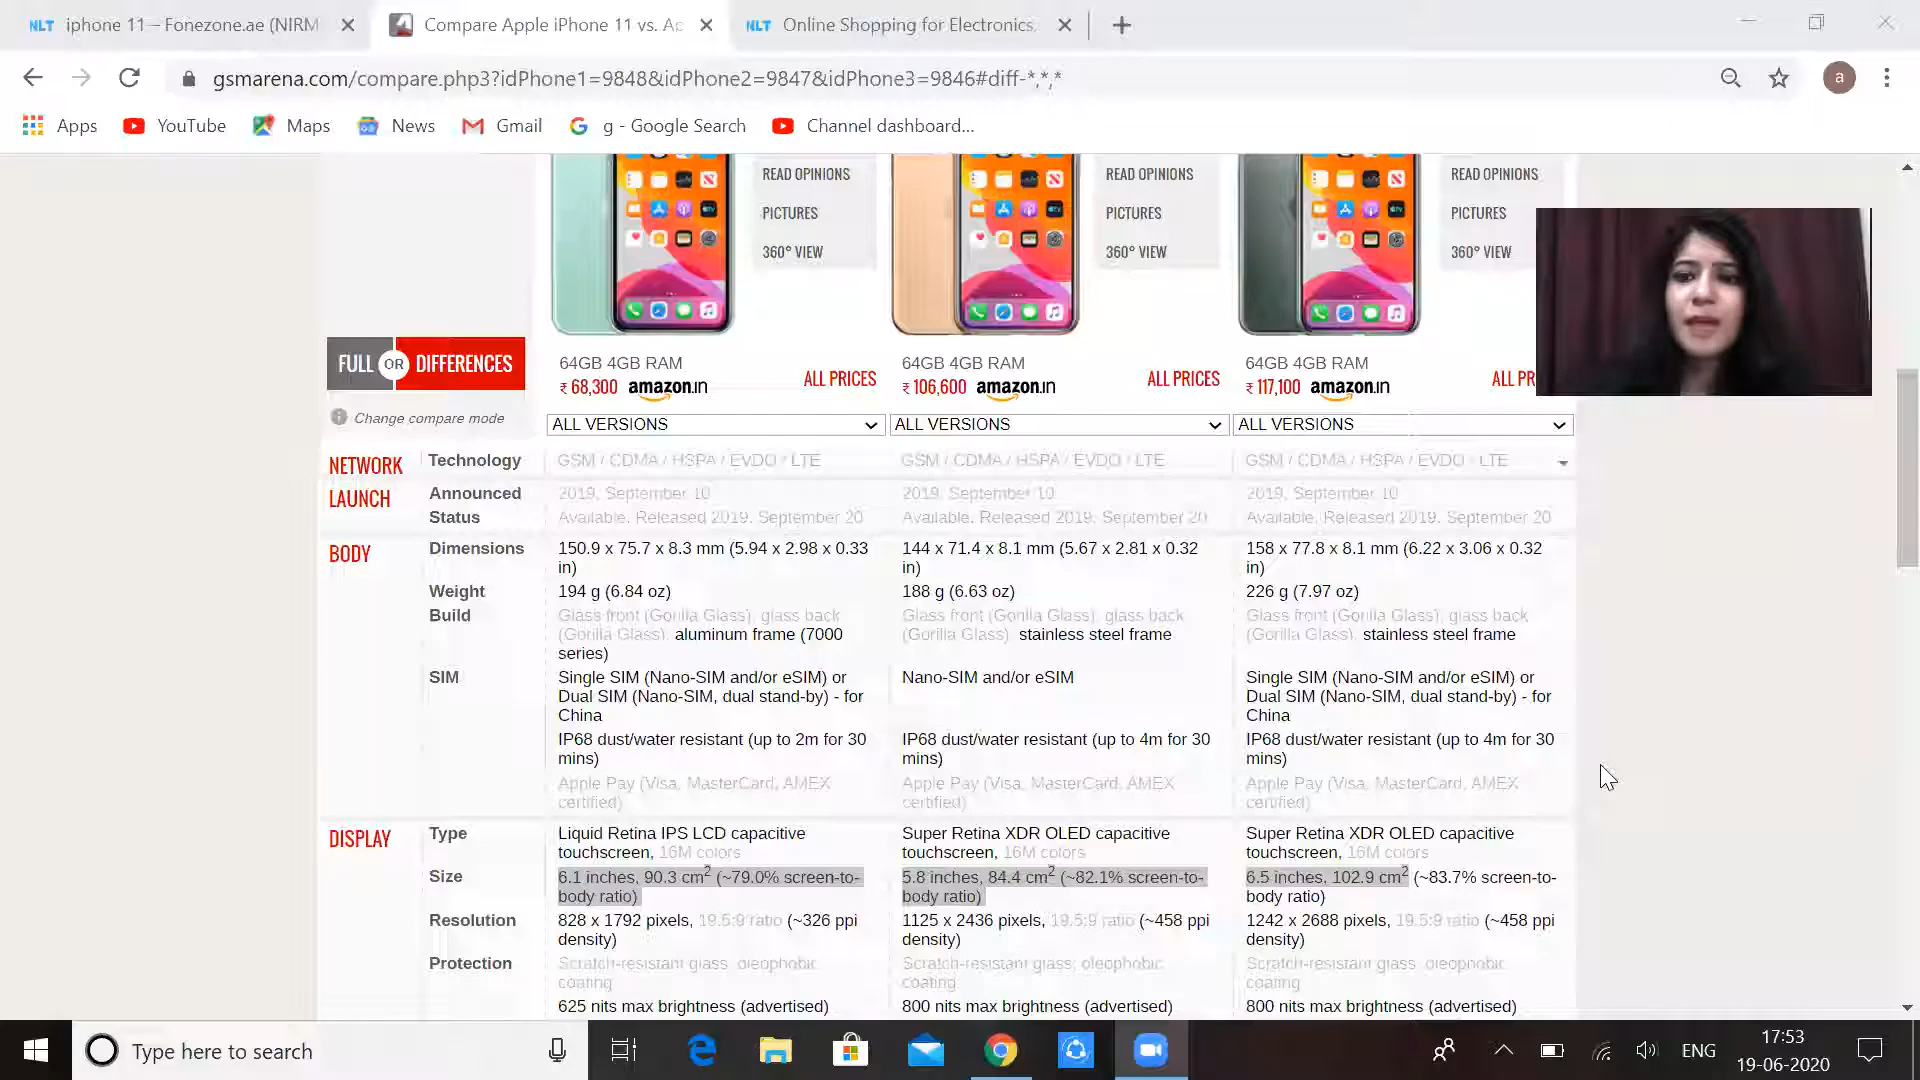 NLT iphone 11 – Fonezone.ae (NIRM
Compare Apple iPhone 11 vs. Ap
NLT Online Shopping for Electronics,
gsmarena.com/compare.php3?idPhone1=9848&idPhone2=9847&idPhone3=9846#diff-*,*,*
a
Apps YouTube Maps News Gmail g - Google Search Channel dashboard...
READ OPINIONS READ OPINIONS READ OPINIONS
PICTURES PICTURES PICTURES
360° VIEW 360° VIEW 360° VIEW
FULL OR DIFFERENCES
Change compare mode
64GB 4GB RAM 64GB 4GB RAM 64GB 4GB RAM
₹ 68,300 amazon.in ALL PRICES ₹ 106,600 amazon.in ALL PRICES ₹ 117,100 amazon.in ALL PR
ALL VERSIONS ALL VERSIONS ALL VERSIONS
NETWORK Technology GSM / CDMA / HSPA / EVDO / LTE GSM / CDMA / HSPA / EVDO / LTE GSM / CDMA / HSPA / EVDO / LTE
LAUNCH Announced 2019, September 10 2019, September 10 2019, September 10
Status Available. Released 2019, September 20 Available. Released 2019, September 20 Available. Released 2019, September 20
BODY Dimensions 150.9 x 75.7 x 8.3 mm (5.94 x 2.98 x 0.33 144 x 71.4 x 8.1 mm (5.67 x 2.81 x 0.32 158 x 77.8 x 8.1 mm (6.22 x 3.06 x 0.32
in) in) in)
Weight 194 g (6.84 oz) 188 g (6.63 oz) 226 g (7.97 oz)
Build Glass front (Gorilla Glass), glass back Glass front (Gorilla Glass), glass back Glass front (Gorilla Glass), glass back
(Gorilla Glass), aluminum frame (7000 (Gorilla Glass), stainless steel frame (Gorilla Glass), stainless steel frame
series)
SIM Single SIM (Nano-SIM and/or eSIM) or Nano-SIM and/or eSIM Single SIM (Nano-SIM and/or eSIM) or
Dual SIM (Nano-SIM, dual stand-by) - for Dual SIM (Nano-SIM, dual stand-by) - for
China China
IP68 dust/water resistant (up to 2m for 30 IP68 dust/water resistant (up to 4m for 30 IP68 dust/water resistant (up to 4m for 30
mins) mins) mins)
Apple Pay (Visa, MasterCard, AMEX Apple Pay (Visa, MasterCard, AMEX Apple Pay (Visa, MasterCard, AMEX
certified) certified) certified)
DISPLAY Type Liquid Retina IPS LCD capacitive Super Retina XDR OLED capacitive Super Retina XDR OLED capacitive
touchscreen, 16M colors touchscreen, 16M colors touchscreen, 16M colors
Size 6.1 inches, 90.3 cm² (~79.0% screen-to- 5.8 inches, 84.4 cm² (~82.1% screen-to- 6.5 inches, 102.9 cm² (~83.7% screen-to-
body ratio) body ratio) body ratio)
Resolution 828 x 1792 pixels, 19.5:9 ratio (~326 ppi 1125 x 2436 pixels, 19.5:9 ratio (~458 ppi 1242 x 2688 pixels, 19.5:9 ratio (~458 ppi
density) density) density)
Protection Scratch-resistant glass, oleophobic Scratch-resistant glass, oleophobic Scratch-resistant glass, oleophobic
coating coating coating
625 nits max brightness (advertised) 800 nits max brightness (advertised) 800 nits max brightness (advertised)
Type here to search
ENG
17:53
19-06-2020